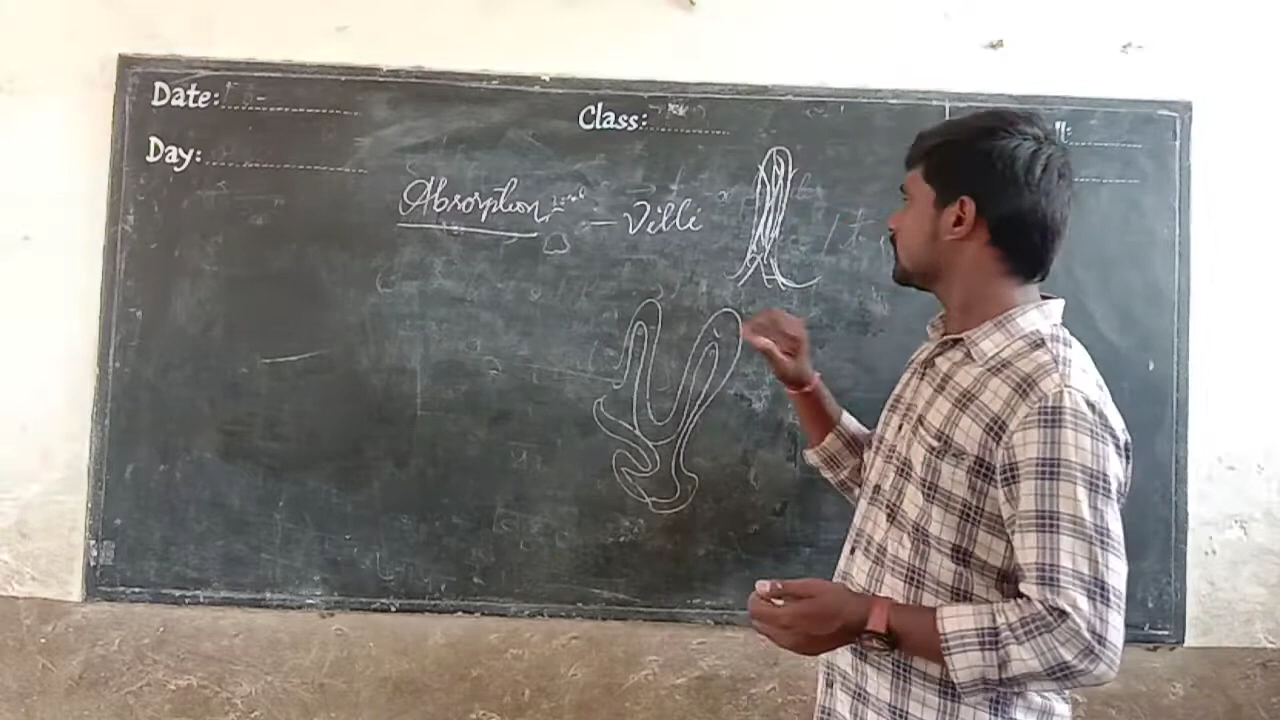 Date:
Class:
Day:
Absorption — Villi